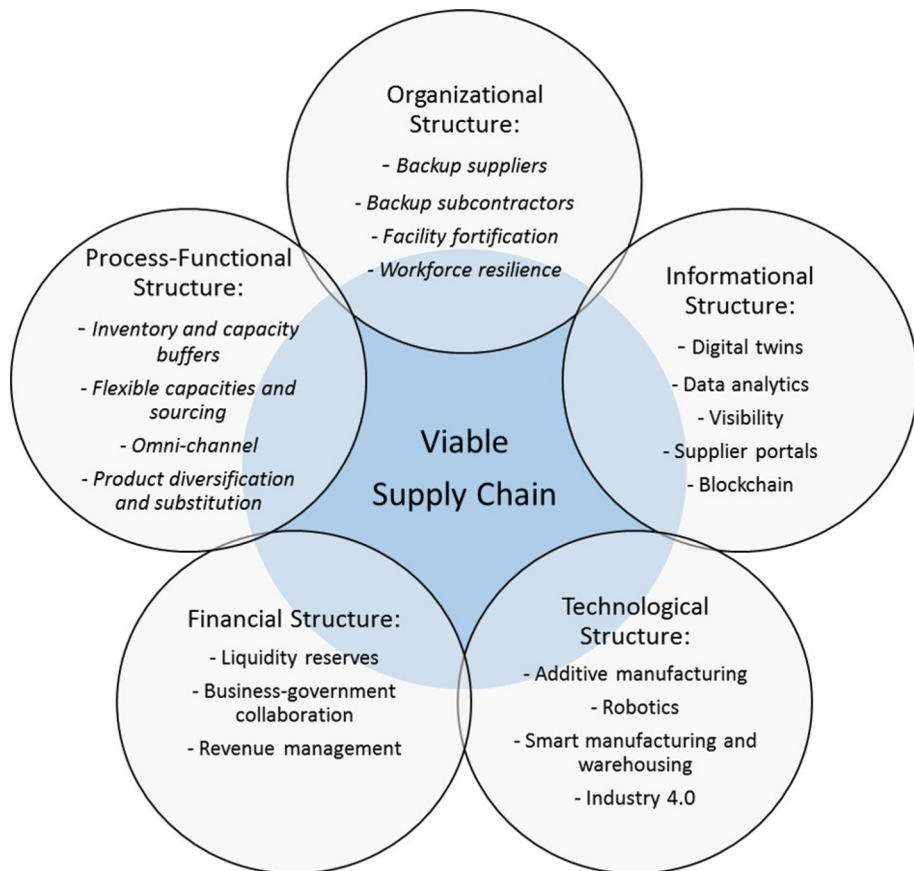 Organizational
Structure:
- Backup suppliers
- Backup subcontractors
- Facility fortification
- Workforce resilience
Process-Functional
Structure:
- Inventory and capacity
buffers
- Flexible capacities and
sourcing
- Omni-channel
- Product diversification
and substitution
Informational
Structure:
- Digital twins
- Data analytics
- Visibility
- Supplier portals
- Blockchain
Viable
Supply Chain
Financial Structure:
- Liquidity reserves
- Business-government
collaboration
- Revenue management
Technological
Structure:
- Additive manufacturing
- Robotics
- Smart manufacturing and
warehousing
- Industry 4.0